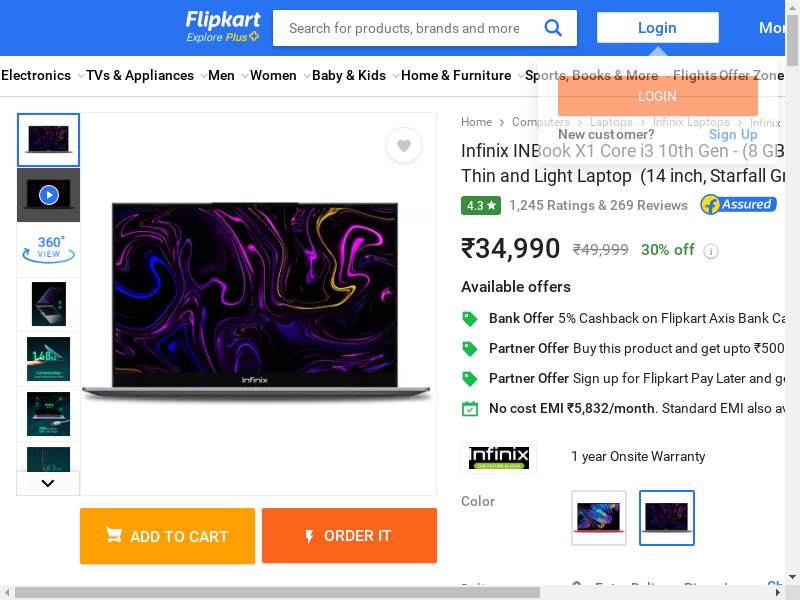 Flipkart
Explore Plus
Search for products, brands and more
Login
Mor
Electronics
TVs & Appliances
Men
Women
Baby & Kids
Home & Furniture
Sports, Books & More
Flights
Offer Zone
LOGIN
New customer?
Sign Up
Home
Computers
Laptops
Infinix Laptops
Infinix
Infinix INBook X1 Core i3 10th Gen - (8 GB
Thin and Light Laptop (14 inch, Starfall Gr
4.3 ★
1,245 Ratings & 269 Reviews
Assured
₹34,990
₹49,999
30% off
Available offers
Bank Offer 5% Cashback on Flipkart Axis Bank Ca
Partner Offer Buy this product and get upto ₹500
Partner Offer Sign up for Flipkart Pay Later and ge
No cost EMI ₹5,832/month. Standard EMI also av
360°
VIEW
1.48
Infinix
Infinix
THE FUTURE IS NOW
1 year Onsite Warranty
Color
ADD TO CART
ORDER IT